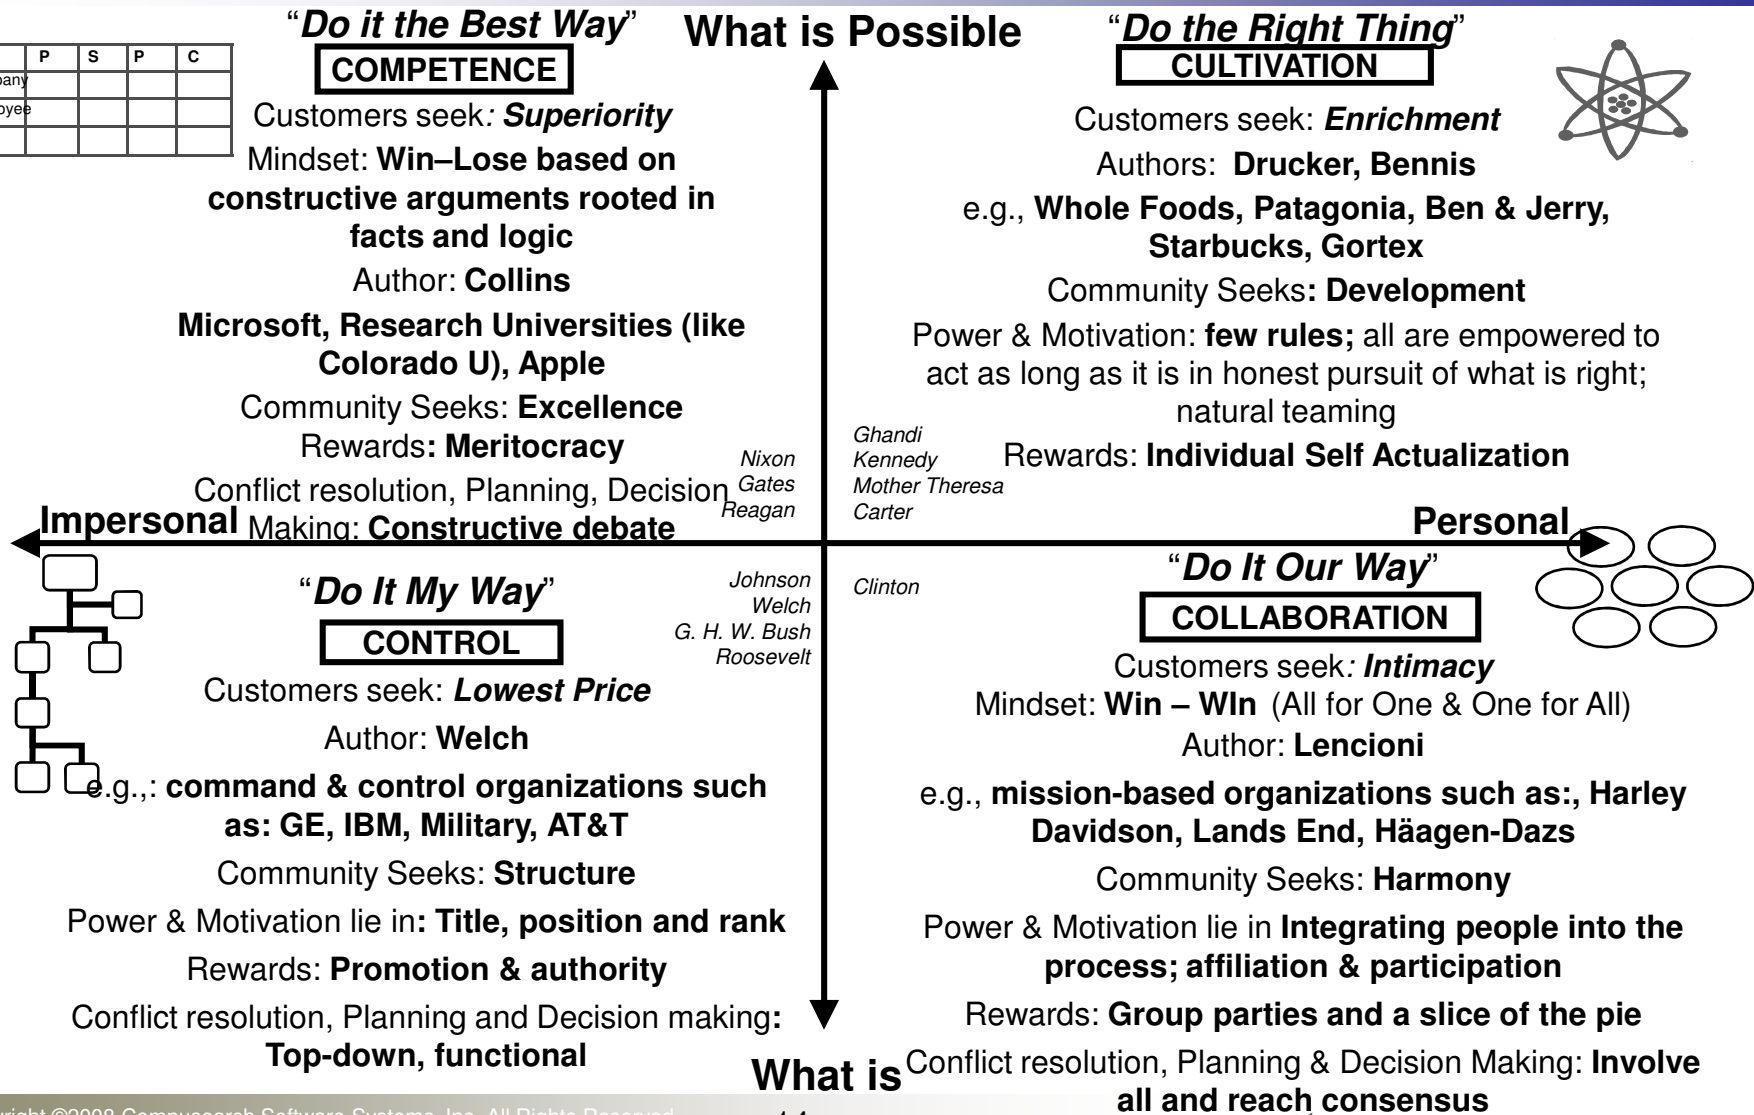 What is Possible
P S P C
pany
oyee
“Do it the Best Way”
COMPETENCE
Customers seek: Superiority
Mindset: Win–Lose based on
constructive arguments rooted in
facts and logic
Author: Collins
Microsoft, Research Universities (like
Colorado U), Apple
Community Seeks: Excellence
Rewards: Meritocracy
Conflict resolution, Planning, Decision
Making: Constructive debate
Nixon
Gates
Reagan
“Do the Right Thing”
CULTIVATION
Customers seek: Enrichment
Authors: Drucker, Bennis
e.g., Whole Foods, Patagonia, Ben & Jerry,
Starbucks, Gortex
Community Seeks: Development
Power & Motivation: few rules; all are empowered to
act as long as it is in honest pursuit of what is right;
natural teaming
Rewards: Individual Self Actualization
Ghandi
Kennedy
Mother Theresa
Carter
Impersonal
Personal
“Do It My Way”
CONTROL
Customers seek: Lowest Price
Author: Welch
e.g.,: command & control organizations such
as: GE, IBM, Military, AT&T
Community Seeks: Structure
Power & Motivation lie in: Title, position and rank
Rewards: Promotion & authority
Conflict resolution, Planning and Decision making:
Top-down, functional
Johnson
Welch
G. H. W. Bush
Roosevelt
Clinton
“Do It Our Way”
COLLABORATION
Customers seek: Intimacy
Mindset: Win – WIn (All for One & One for All)
Author: Lencioni
e.g., mission-based organizations such as:, Harley
Davidson, Lands End, Häagen-Dazs
Community Seeks: Harmony
Power & Motivation lie in Integrating people into the
process; affiliation & participation
Rewards: Group parties and a slice of the pie
Conflict resolution, Planning & Decision Making: Involve
all and reach consensus
What is
yright ©2008 Compusearch Software Systems, Inc. All Rights Reserved